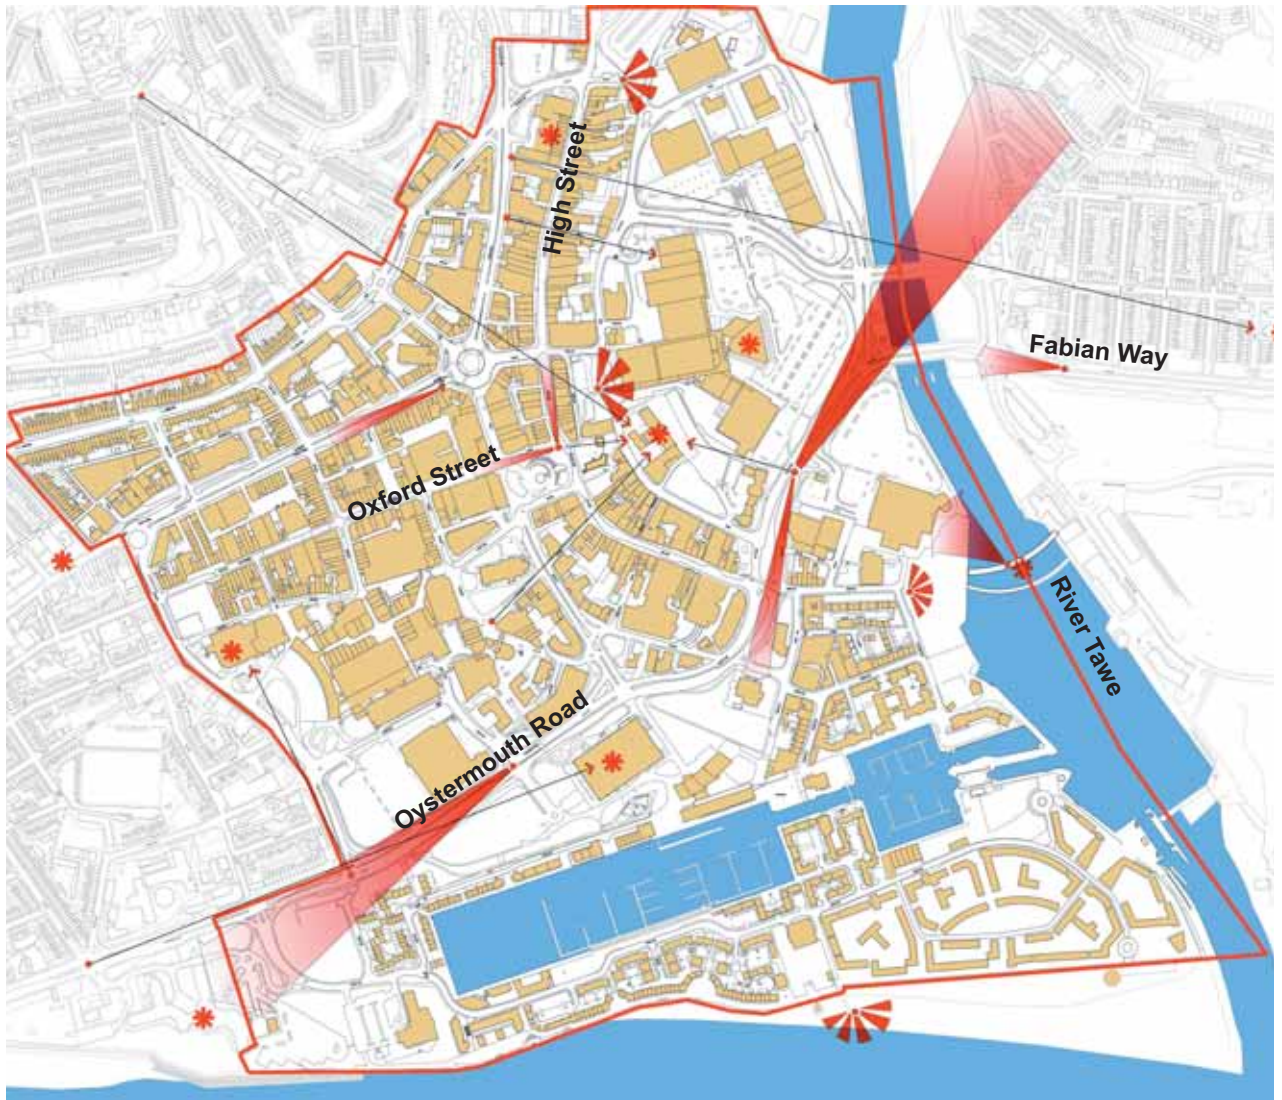 High Street
Fabian Way
Oxford Street
River Tawe
Oystermouth Road